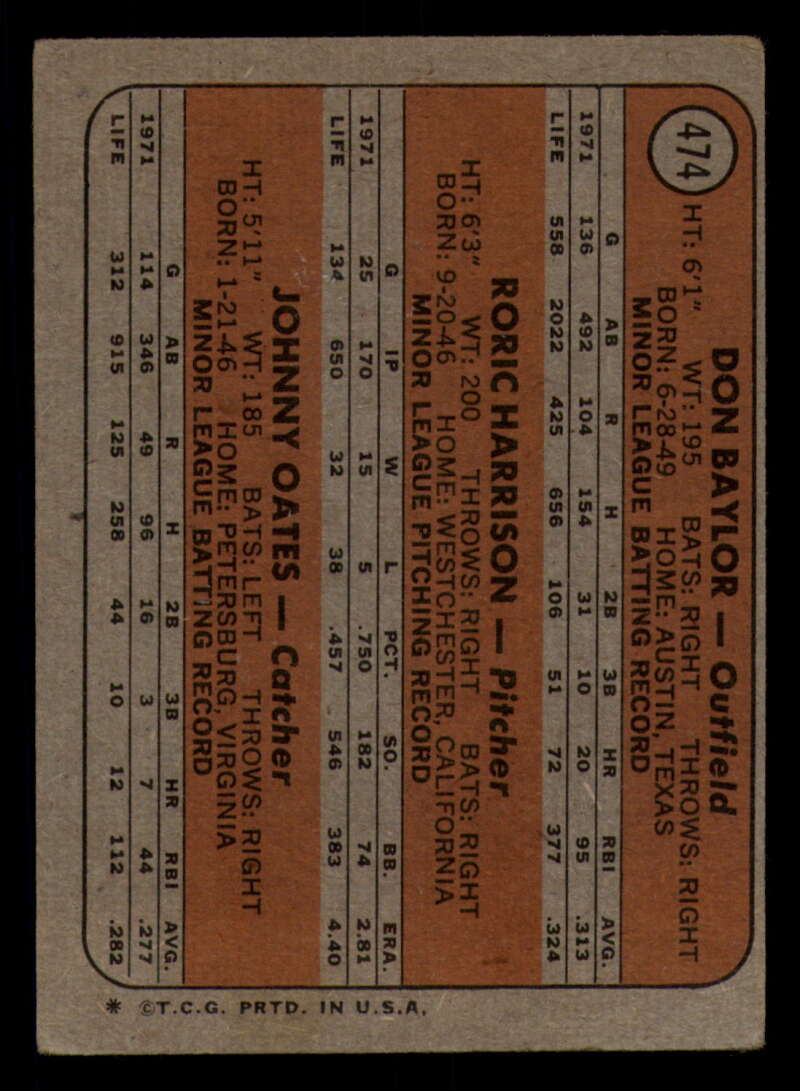 474
DON BAYLOR — Outfield
HT: 6'1" WT: 195 BATS: RIGHT THROWS: RIGHT
BORN: 6-28-49 HOME: AUSTIN, TEXAS
MINOR LEAGUE BATTING RECORD
G AB R H 2B 3B HR RBI AVG.
1971 136 492 104 154 31 10 20 95 .313
LIFE 558 2022 425 656 106 51 72 377 .324
RORIC HARRISON — Pitcher
HT: 6'3" WT: 200 THROWS: RIGHT BATS: RIGHT
BORN: 9-20-46 HOME: WESTCHESTER, CALIFORNIA
MINOR LEAGUE PITCHING RECORD
G IP W L PCT. SO. BB. ERA.
1971 25 170 15 5 .750 182 74 2.81
LIFE 134 650 32 38 .457 546 383 4.40
JOHNNY OATES — Catcher
HT: 5'11" WT: 185 BATS: LEFT THROWS: RIGHT
BORN: 1-21-46 HOME: PETERSBURG, VIRGINIA
MINOR LEAGUE BATTING RECORD
G AB R H 2B 3B HR RBI AVG.
1971 114 346 49 96 16 3 7 44 .277
LIFE 312 915 125 258 44 10 12 112 .282
* ©T.C.G. PRTD. IN U.S.A.